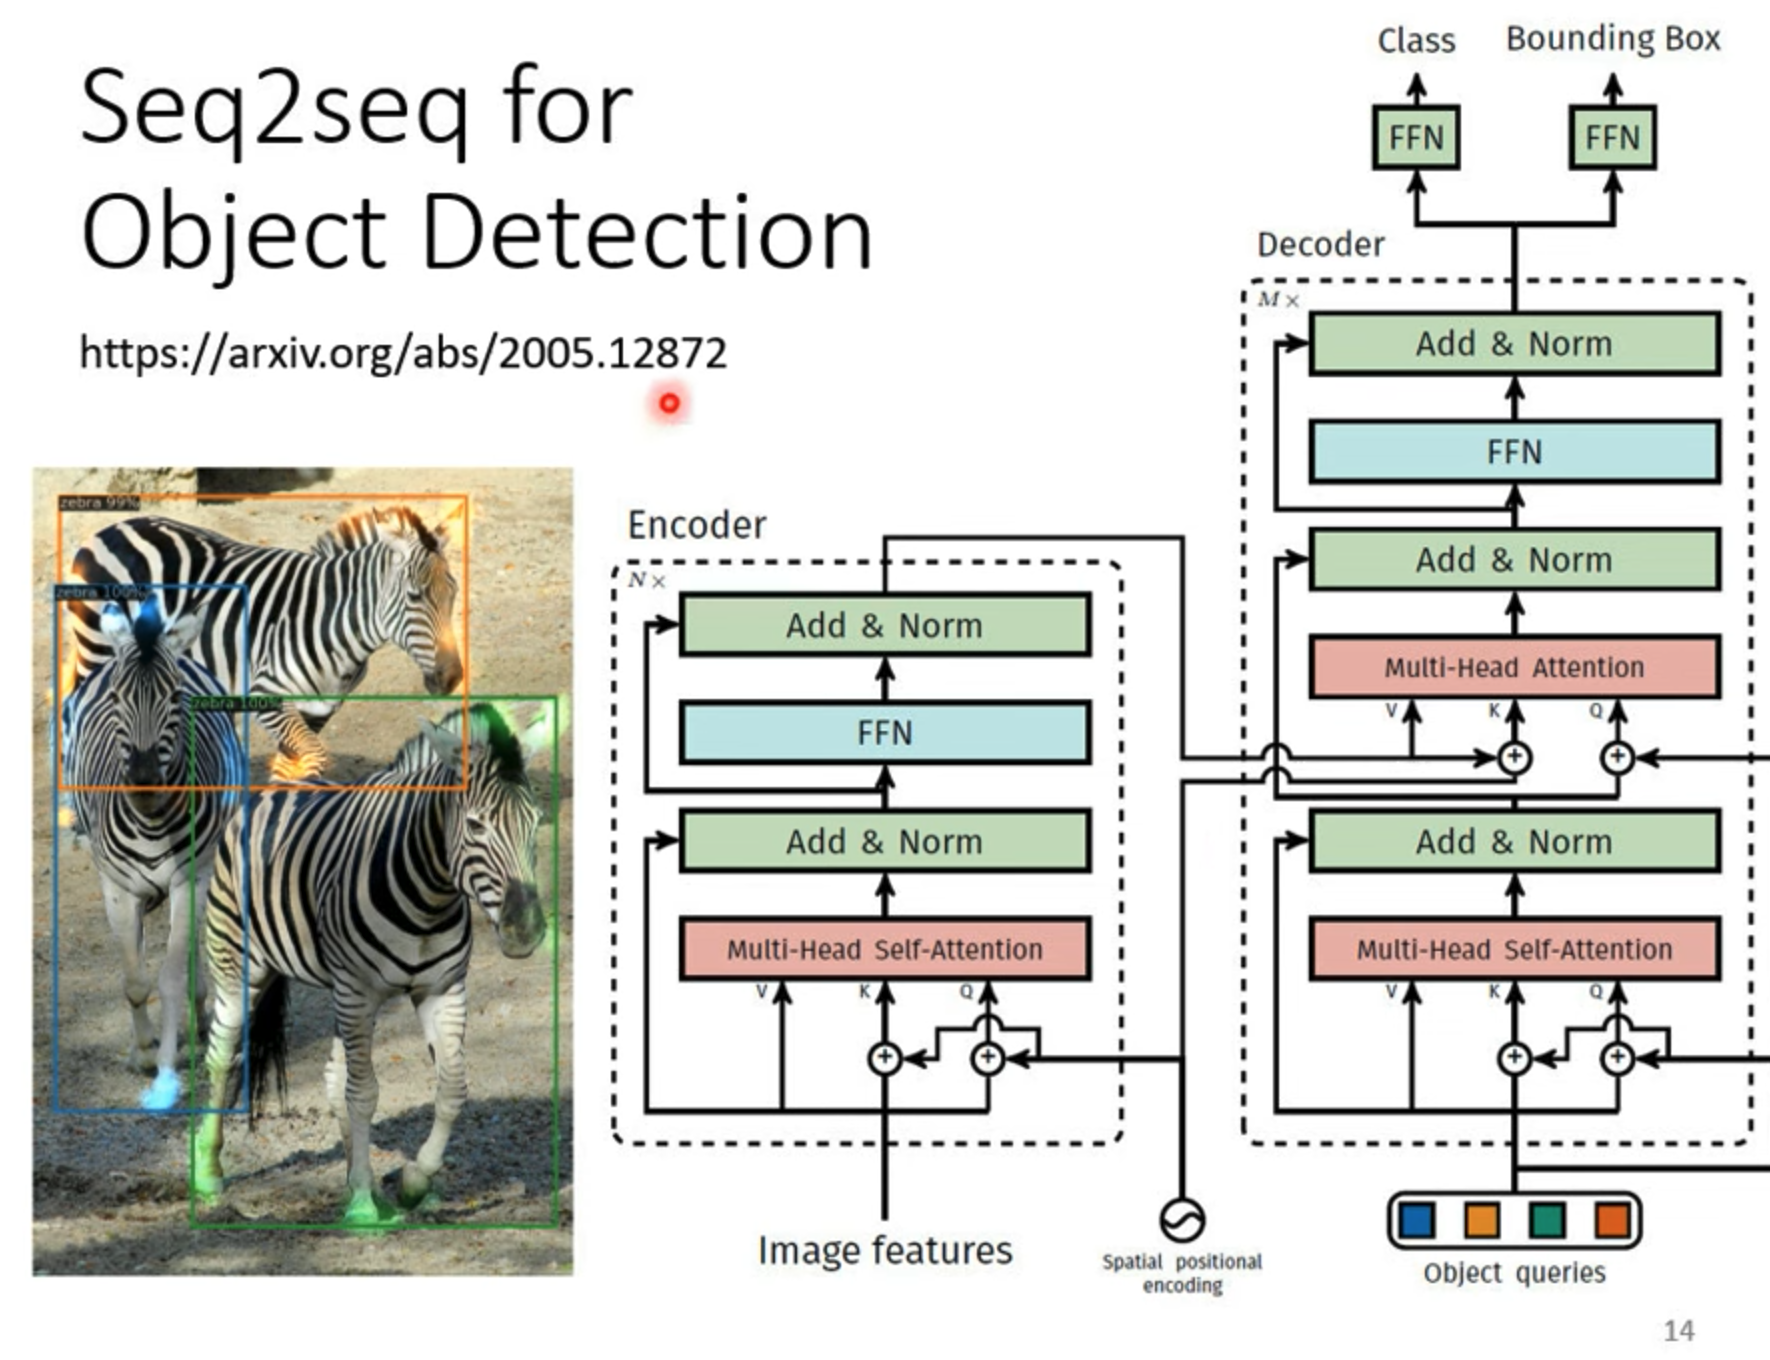 Seq2seq for
Object Detection
https://arxiv.org/abs/2005.12872
zebra 99%
zebra 100%
zebra 100%
Encoder
N ×
Add & Norm
FFN
Add & Norm
Multi-Head Self-Attention
V K Q
Image features
Spatial positional
encoding
Class Bounding Box
FFN FFN
Decoder
M ×
Add & Norm
FFN
Add & Norm
Multi-Head Attention
V K Q
Add & Norm
Multi-Head Self-Attention
V K Q
Object queries
14